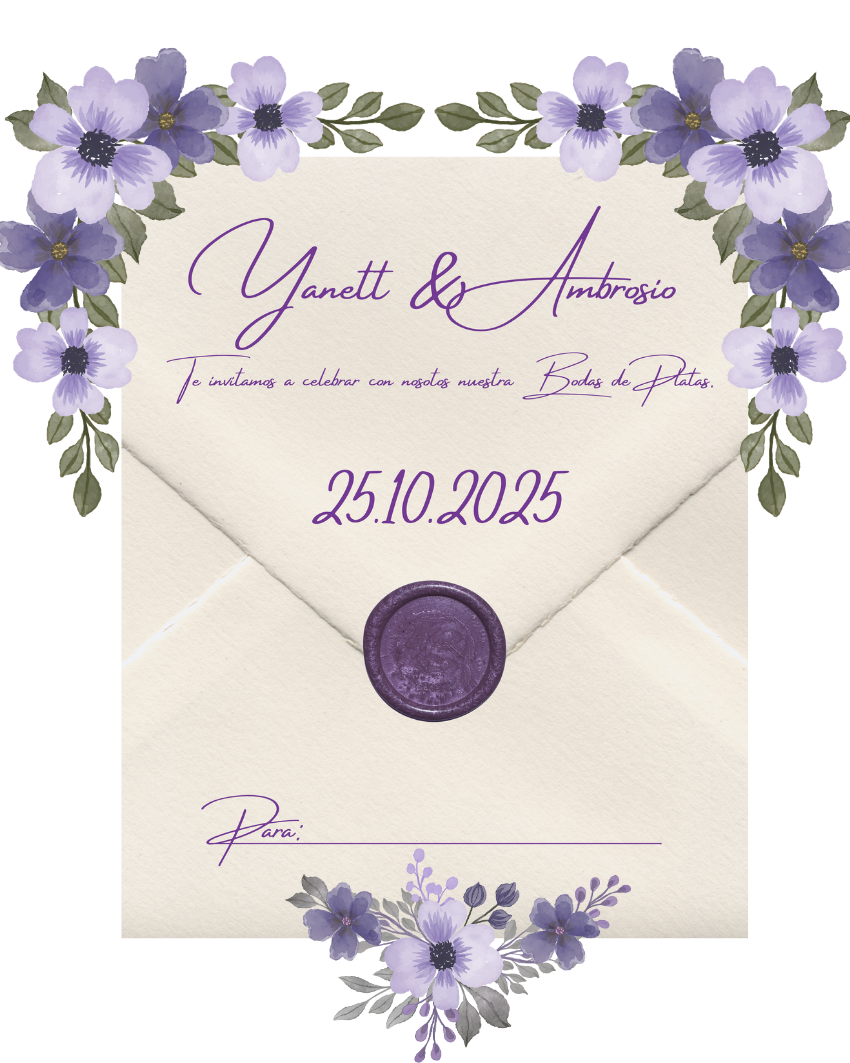 Yanett & Ambrosio
Te invitamos a celebrar con nosotos nuestra Bodas de Platas.
25.10.2025
Para: